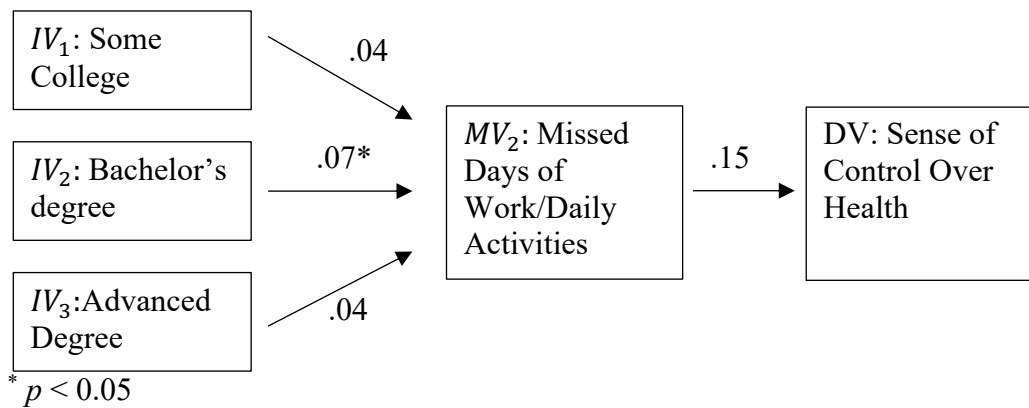 IV₁: Some
College
.04
IV₂: Bachelor’s
degree
.07*
MV₂: Missed
Days of
Work/Daily
Activities
.15
DV: Sense of
Control Over
Health
IV₃:Advanced
Degree
.04
* p < 0.05